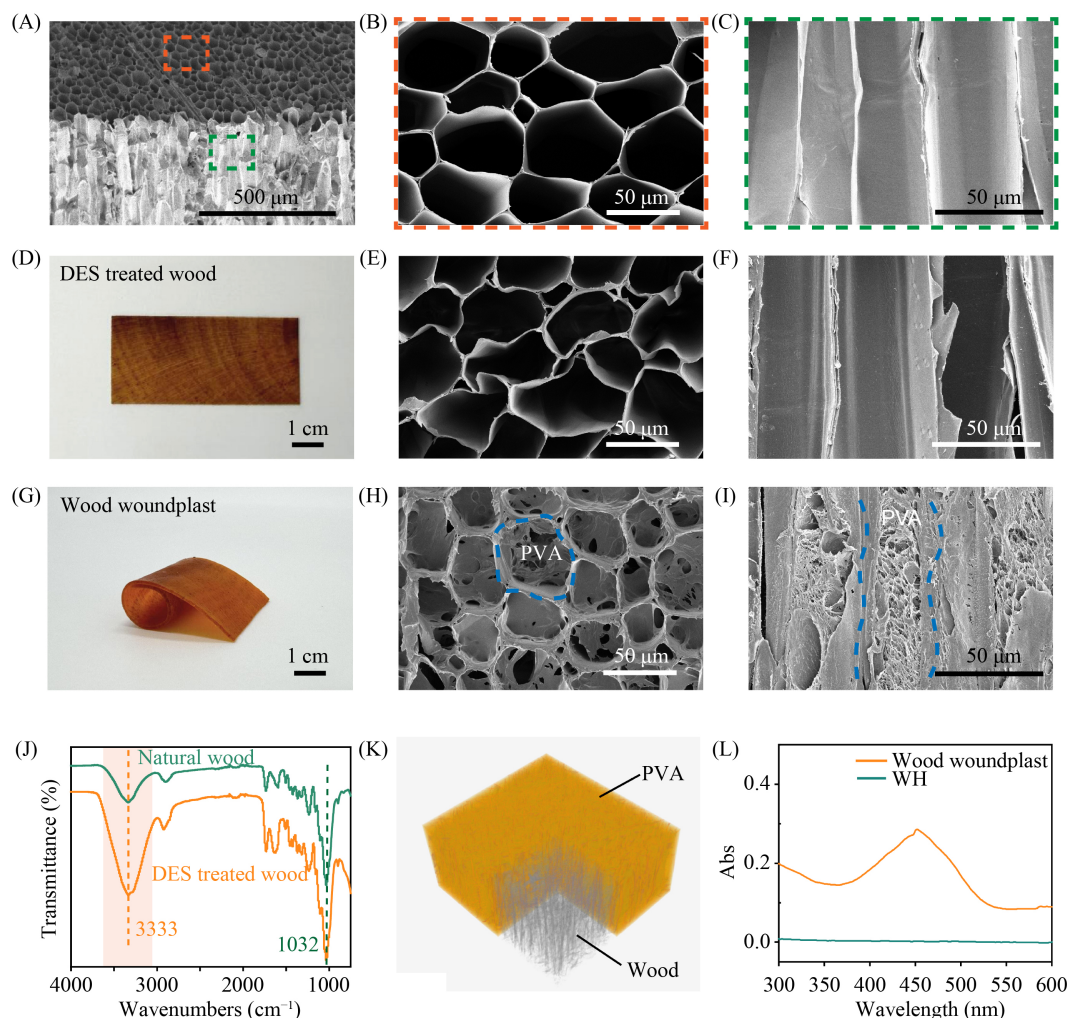 (A)
500 μm
(B)
50 μm
(C)
50 μm
(D)
DES treated wood
1 cm
(E)
50 μm
(F)
50 μm
(G)
Wood woundplast
1 cm
(H)
PVA
50 μm
(I)
PVA
50 μm
(J)
Natural wood
DES treated wood
3333
1032
Transmittance (%)
4000 3000 2000 1000
Wavenumbers (cm⁻¹)
(K)
PVA
Wood
(L)
Wood woundplast
WH
Abs
0.4
0.2
0.0
300 350 400 450 500 550 600
Wavelength (nm)